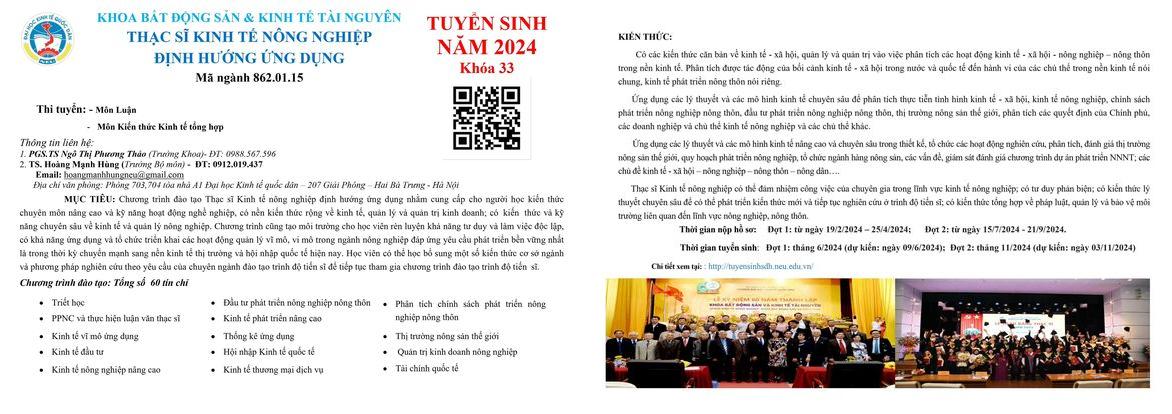 KHOA BẤT ĐỘNG SẢN & KINH TẾ TÀI NGUYÊN
THẠC SĨ KINH TẾ NÔNG NGHIỆP
ĐỊNH HƯỚNG ỨNG DỤNG
Mã ngành 862.01.15
TUYỂN SINH
NĂM 2024
Khóa 33
Thi tuyển: - Môn Luận
- Môn Kiến thức Kinh tế tổng hợp
Thông tin liên hệ:
1. PGS.TS Ngô Thị Phương Thảo (Trưởng Khoa)- ĐT: 0988.567.596
2. TS. Hoàng Mạnh Hùng (Trưởng Bộ môn) - ĐT: 0912.019.437
Email: hoangmanhhungneu@gmail.com
Địa chỉ văn phòng: Phòng 703,704 tòa nhà A1 Đại học Kinh tế quốc dân – 207 Giải Phóng – Hai Bà Trưng - Hà Nội
MỤC TIÊU: Chương trình đào tạo Thạc sĩ Kinh tế nông nghiệp định hướng ứng dụng nhằm cung cấp cho người học kiến thức
chuyên môn nâng cao và kỹ năng hoạt động nghề nghiệp, có nền kiến thức rộng về kinh tế, quản lý và quản trị kinh doanh; có kiến thức và kỹ
năng chuyên sâu về kinh tế và quản lý nông nghiệp. Chương trình cũng tạo môi trường cho học viên rèn luyện khả năng tư duy và làm việc độc lập,
có khả năng ứng dụng và tổ chức triển khai các hoạt động quản lý vĩ mô, vi mô trong ngành nông nghiệp đáp ứng yêu cầu phát triển bền vững nhất
là trong thời kỳ chuyển mạnh sang nền kinh tế thị trường và hội nhập quốc tế hiện nay. Học viên có thể bổ sung một số kiến thức cơ sở ngành
và phương pháp nghiên cứu theo yêu cầu của chuyên ngành đào tạo trình độ tiến sĩ để tiếp tục tham gia chương trình đào tạo trình độ tiến sĩ.
Chương trình đào tạo: Tổng số 60 tín chỉ
• Triết học
• PPNC và thực hiện luận văn thạc sĩ
• Kinh tế vĩ mô ứng dụng
• Kinh tế đầu tư
• Kinh tế nông nghiệp nâng cao
• Đầu tư phát triển nông nghiệp nông thôn
• Kinh tế phát triển nâng cao
• Thống kê ứng dụng
• Hội nhập Kinh tế quốc tế
• Kinh tế thương mại dịch vụ
• Phân tích chính sách phát triển nông
nghiệp nông thôn
• Thị trường nông sản thế giới
• Quản trị kinh doanh nông nghiệp
• Tài chính quốc tế
KIẾN THỨC:
Có các kiến thức căn bản về kinh tế - xã hội, quản lý và quản trị vào việc phân tích các hoạt động kinh tế - xã hội - nông nghiệp – nông thôn
trong nền kinh tế. Phân tích được tác động của bối cảnh kinh tế - xã hội trong nước và quốc tế đến hành vi của các chủ thể trong nền kinh tế nói
chung, kinh tế phát triển nông thôn nói riêng.
Ứng dụng các lý thuyết và các mô hình kinh tế chuyên sâu để phân tích thực tiễn tình hình kinh tế - xã hội, kinh tế nông nghiệp, chính sách
phát triển nông nghiệp nông thôn, đầu tư phát triển nông nghiệp nông thôn, thị trường nông sản thế giới, phân tích các quyết định của Chính phủ,
các doanh nghiệp và chủ thể kinh tế nông nghiệp và các chủ thể khác.
Ứng dụng các lý thuyết và các mô hình kinh tế nâng cao và chuyên sâu trong thiết kế, tổ chức các hoạt động nghiên cứu, phân tích, đánh giá thị trường
nông sản thế giới, quy hoạch phát triển nông nghiệp, tổ chức ngành hàng nông sản, các vấn đề, giám sát đánh giá chương trình dự án phát triển NNNT; các
chủ đề kinh tế - xã hội – nông nghiệp – nông thôn – nông dân….
Thạc sĩ Kinh tế nông nghiệp có thể đảm nhiệm công việc của chuyên gia trong lĩnh vực kinh tế nông nghiệp; có tư duy phản biện; có kiến thức lý
thuyết chuyên sâu để có thể phát triển kiến thức mới và tiếp tục nghiên cứu ở trình độ tiến sĩ; có kiến thức tổng hợp về pháp luật, quản lý và bảo vệ môi
trường liên quan đến lĩnh vực nông nghiệp, nông thôn.
Thời gian nộp hồ sơ: Đợt 1: từ ngày 19/2/2024 – 25/4/2024; Đợt 2: từ ngày 15/7/2024 - 21/9/2024.
Thời gian tuyển sinh: Đợt 1: tháng 6/2024 (dự kiến: ngày 09/6/2024); Đợt 2: tháng 11/2024 (dự kiến: ngày 03/11/2024)
Chi tiết xem tại: : http://tuyensinhsdh.neu.edu.vn/
LỄ KỶ NIỆM 60 NĂM THÀNH LẬP
KHOA BẤT ĐỘNG SẢN VÀ KINH TẾ TÀI NGUYÊN